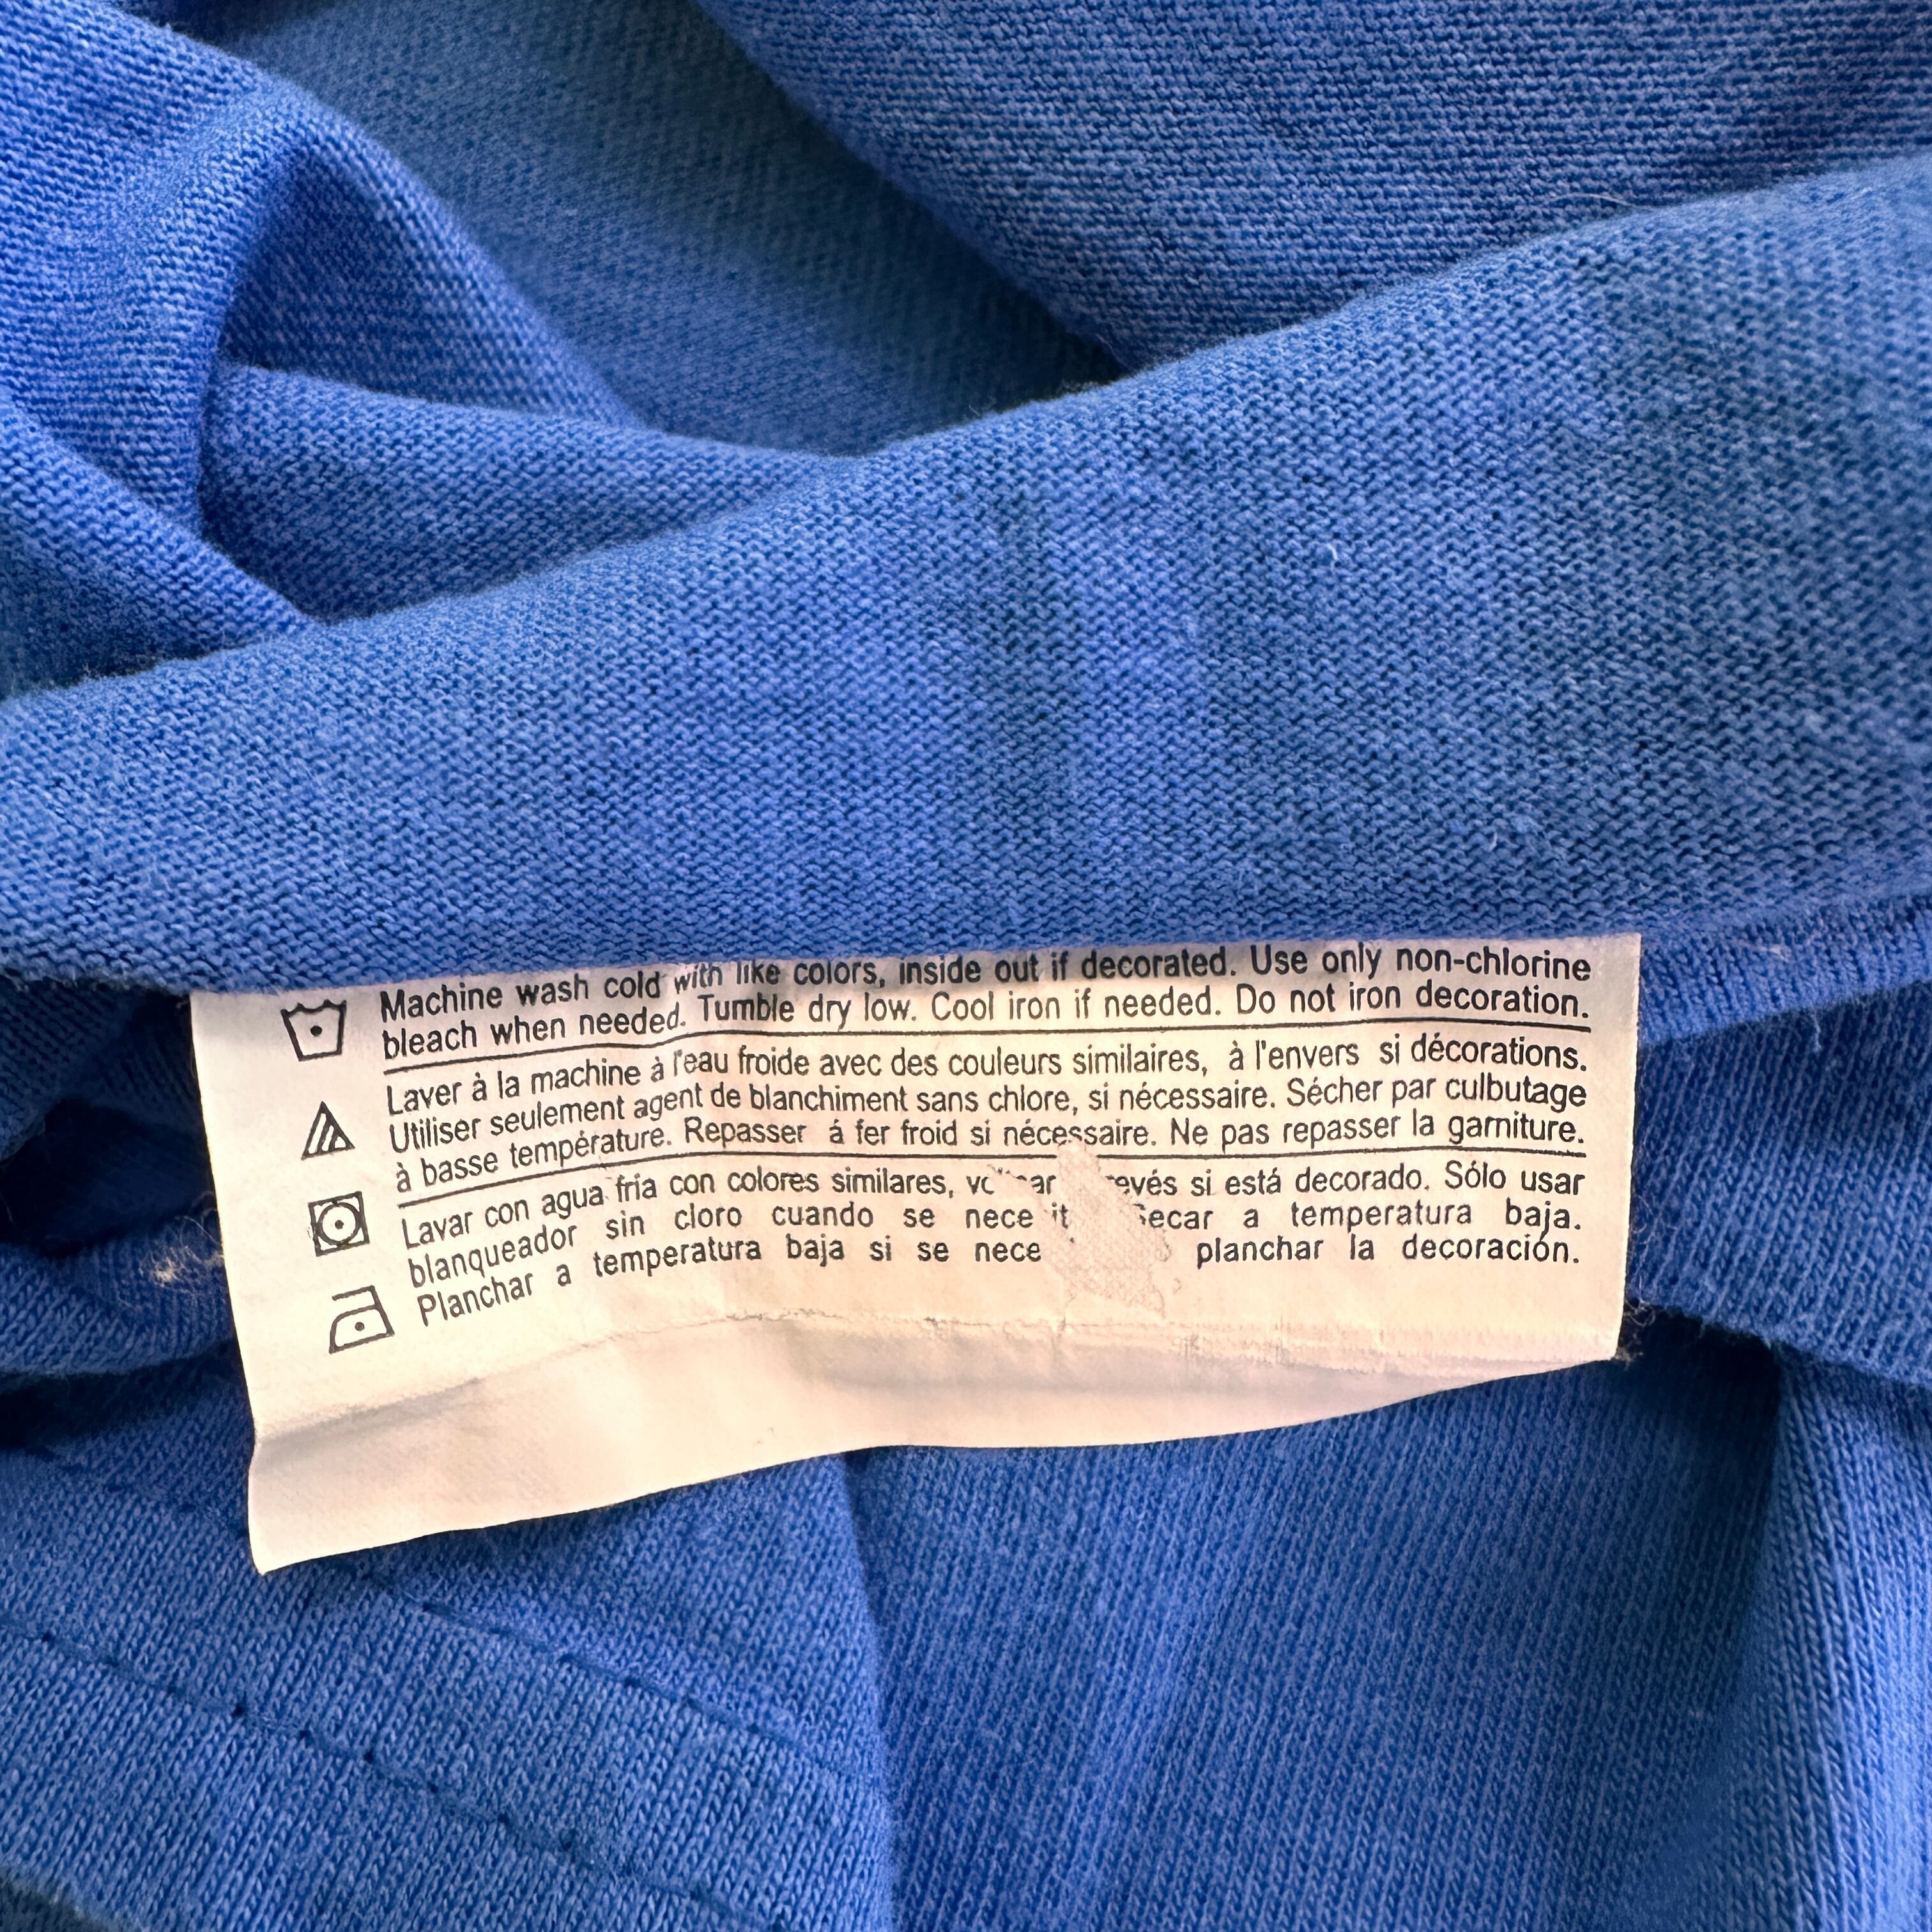 Machine wash cold with like colors, inside out if decorated. Use only non-chlorine
bleach when needed. Tumble dry low. Cool iron if needed. Do not iron decoration.
Laver à la machine à l'eau froide avec des couleurs similaires, à l'envers si décorations.
Utiliser seulement agent de blanchiment sans chlore, si nécessaire. Sécher par culbutage
à basse température. Repasser á fer froid si nécessaire. Ne pas repasser la garniture.
Lavar con agua fria con colores similares, si está decorado. Sólo usar
blanqueador sin cloro cuando se a temperatura baja.
Planchar a temperatura baja si se planchar la decoración.